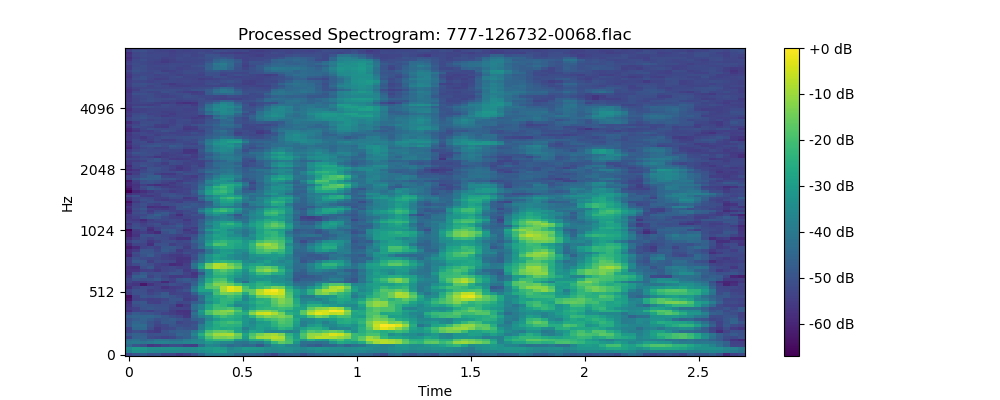 Processed Spectrogram: 777-126732-0068.flac
Hz
4096
2048
1024
512
0
0
0.5
1
1.5
2
2.5
Time
+0 dB
-10 dB
-20 dB
-30 dB
-40 dB
-50 dB
-60 dB